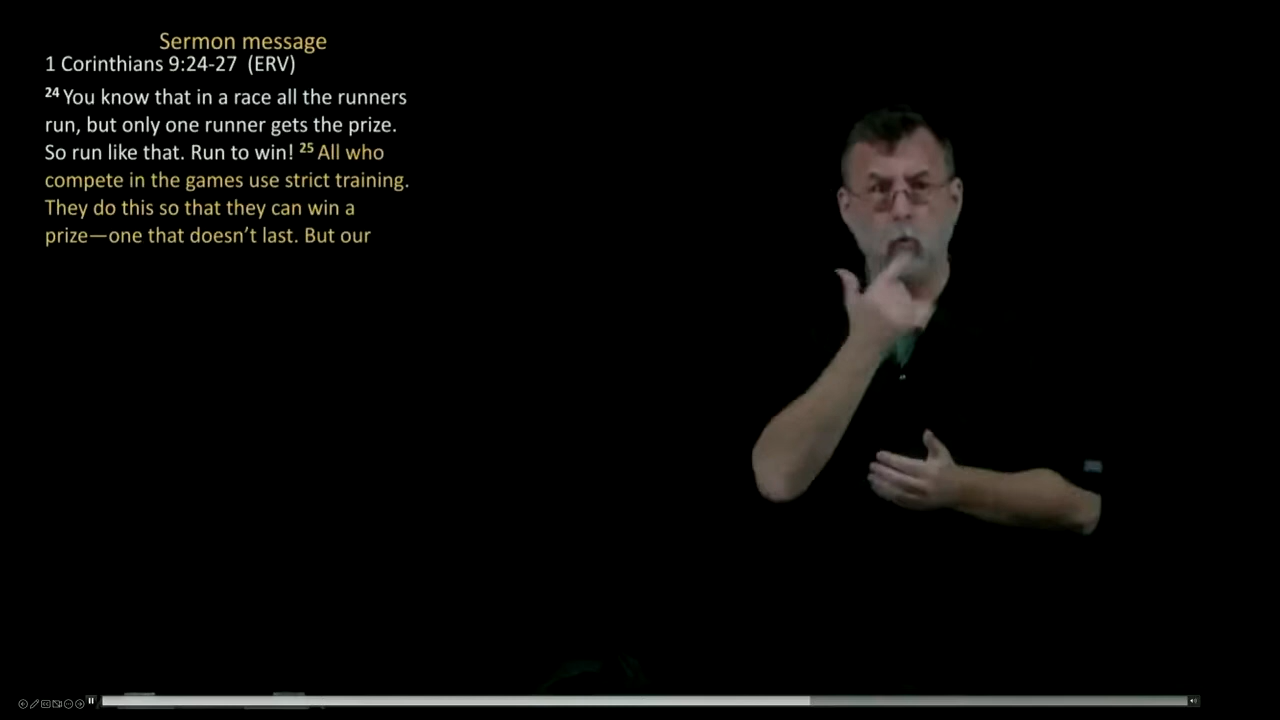 Sermon message
1 Corinthians 9:24-27 (ERV)
24 You know that in a race all the runners
run, but only one runner gets the prize.
So run like that. Run to win! 25 All who
compete in the games use strict training.
They do this so that they can win a
prize—one that doesn’t last. But our